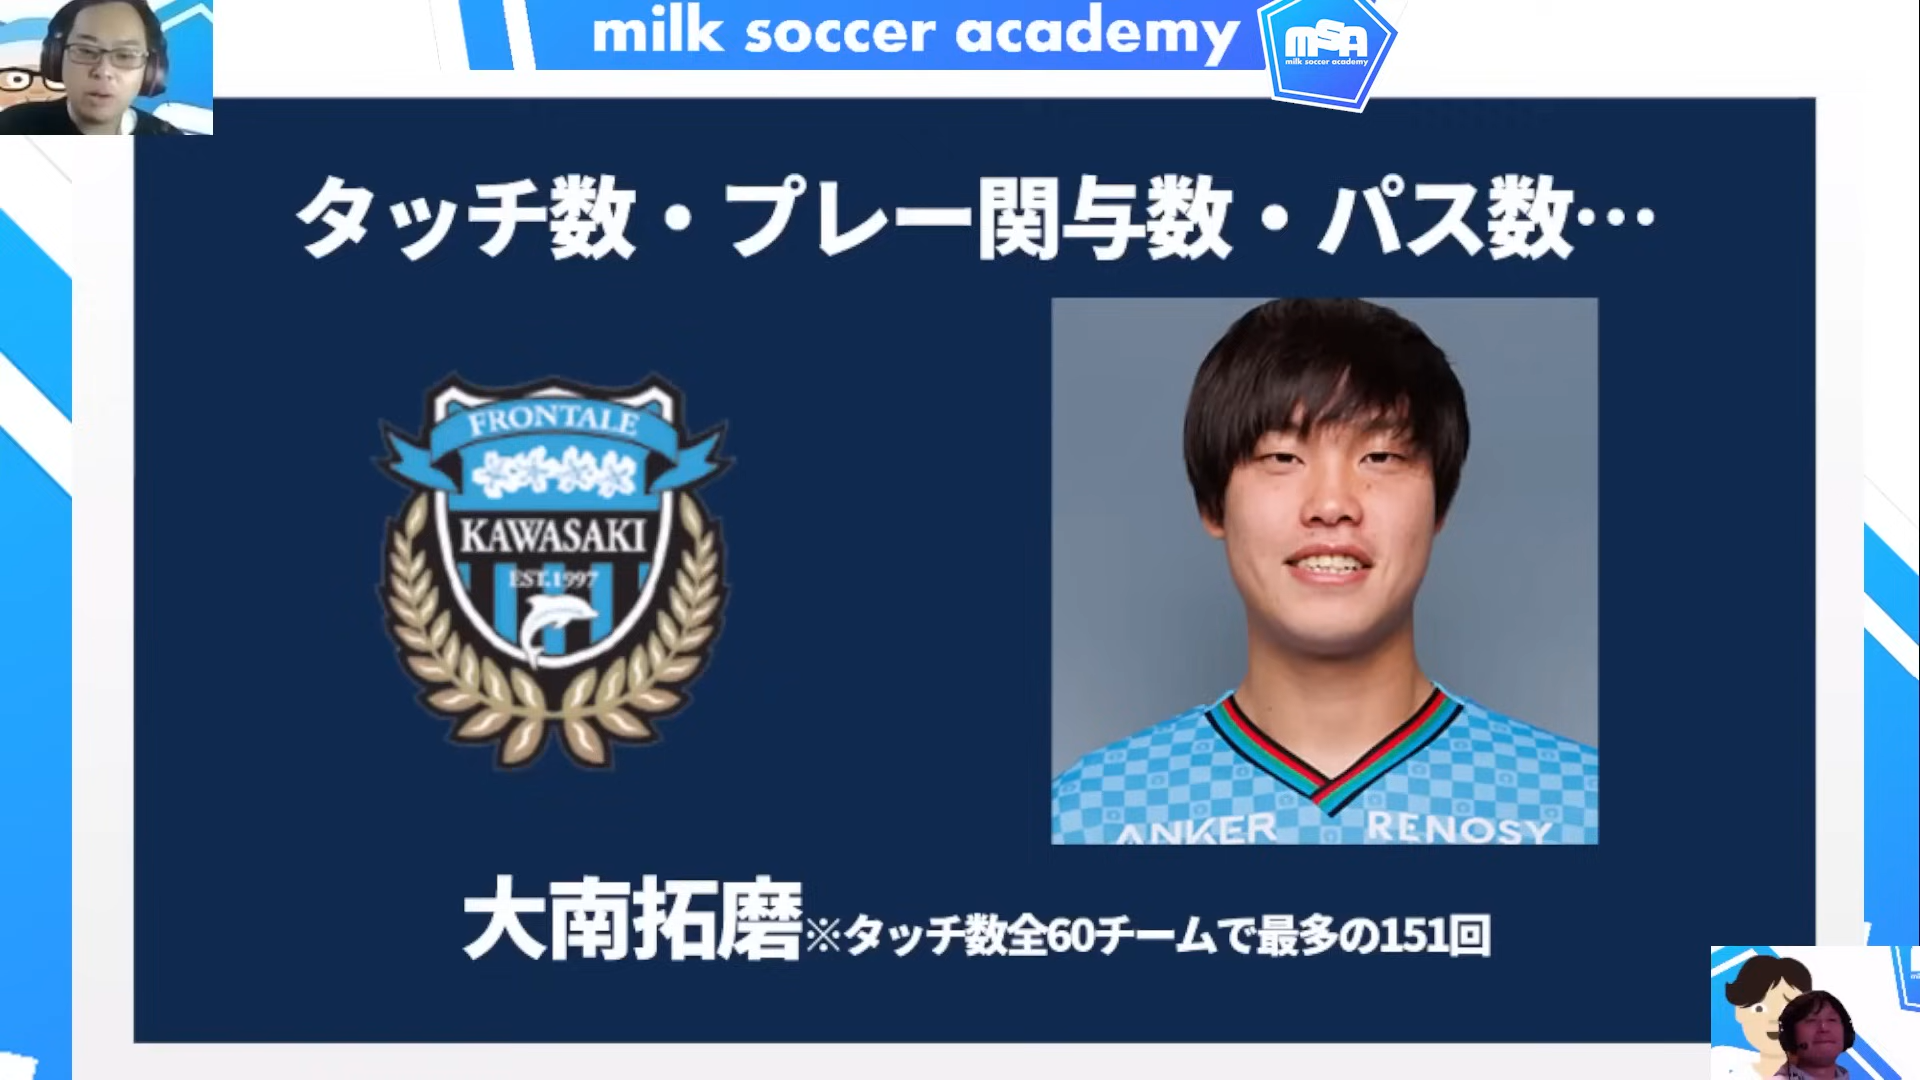 milk soccer academy
MSA
milk soccer academy
タッチ数・プレー関与数・パス数…
FRONTALE
KAWASAKI
EST.1997
ANKER RENOSY
大南拓磨※タッチ数全60チームで最多の151回